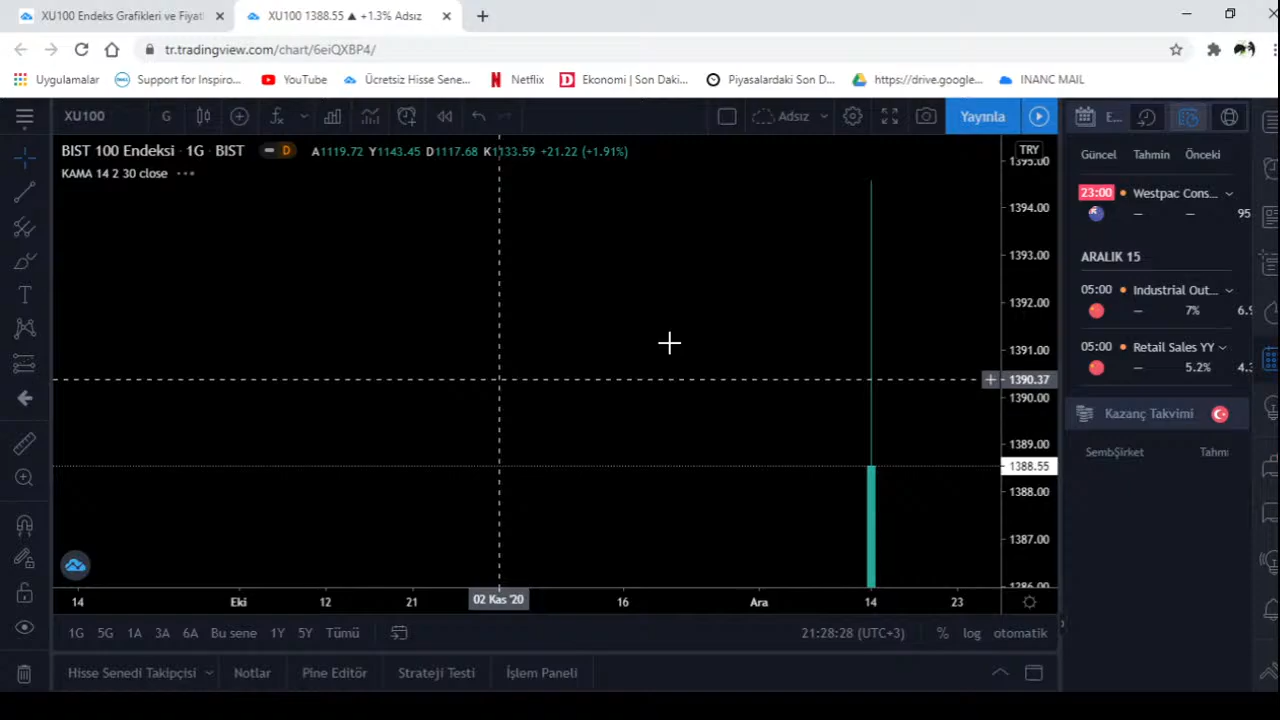 XU100 Endeks Grafikleri ve Fiyatl
XU100 1388.55 ▲ +1.3% Adsız
tr.tradingview.com/chart/6eiQXBP4/
Uygulamalar
Support for Inspiro...
YouTube
Ücretsiz Hisse Sene...
Netflix
Ekonomi | Son Daki...
Piyasalardaki Son D...
https://drive.google...
INANC MAIL
XU100
G
Adsız
Yayınla
E...
BIST 100 Endeksi · 1G · BIST
D
A1119.72 Y1143.45 D1117.68 K1133.59 +21.22 (+1.91%)
KAMA 14 2 30 close
TRY
1395.00
1394.00
1393.00
1392.00
1391.00
1390.37
1390.00
1389.00
1388.55
1388.00
1387.00
1386.00
14
Eki
12
21
02 Kas '20
16
Ara
14
23
1G
5G
1A
3A
6A
Bu sene
1Y
5Y
Tümü
21:28:28 (UTC+3)
%
log
otomatik
Hisse Senedi Takipçisi
Notlar
Pine Editör
Strateji Testi
İşlem Paneli
Güncel
Tahmin
Önceki
23:00
Westpac Cons...
— — 95
ARALIK 15
05:00
Industrial Out...
— 7% 6.9
05:00
Retail Sales YY
— 5.2% 4.3
Kazanç Takvimi
Şirket